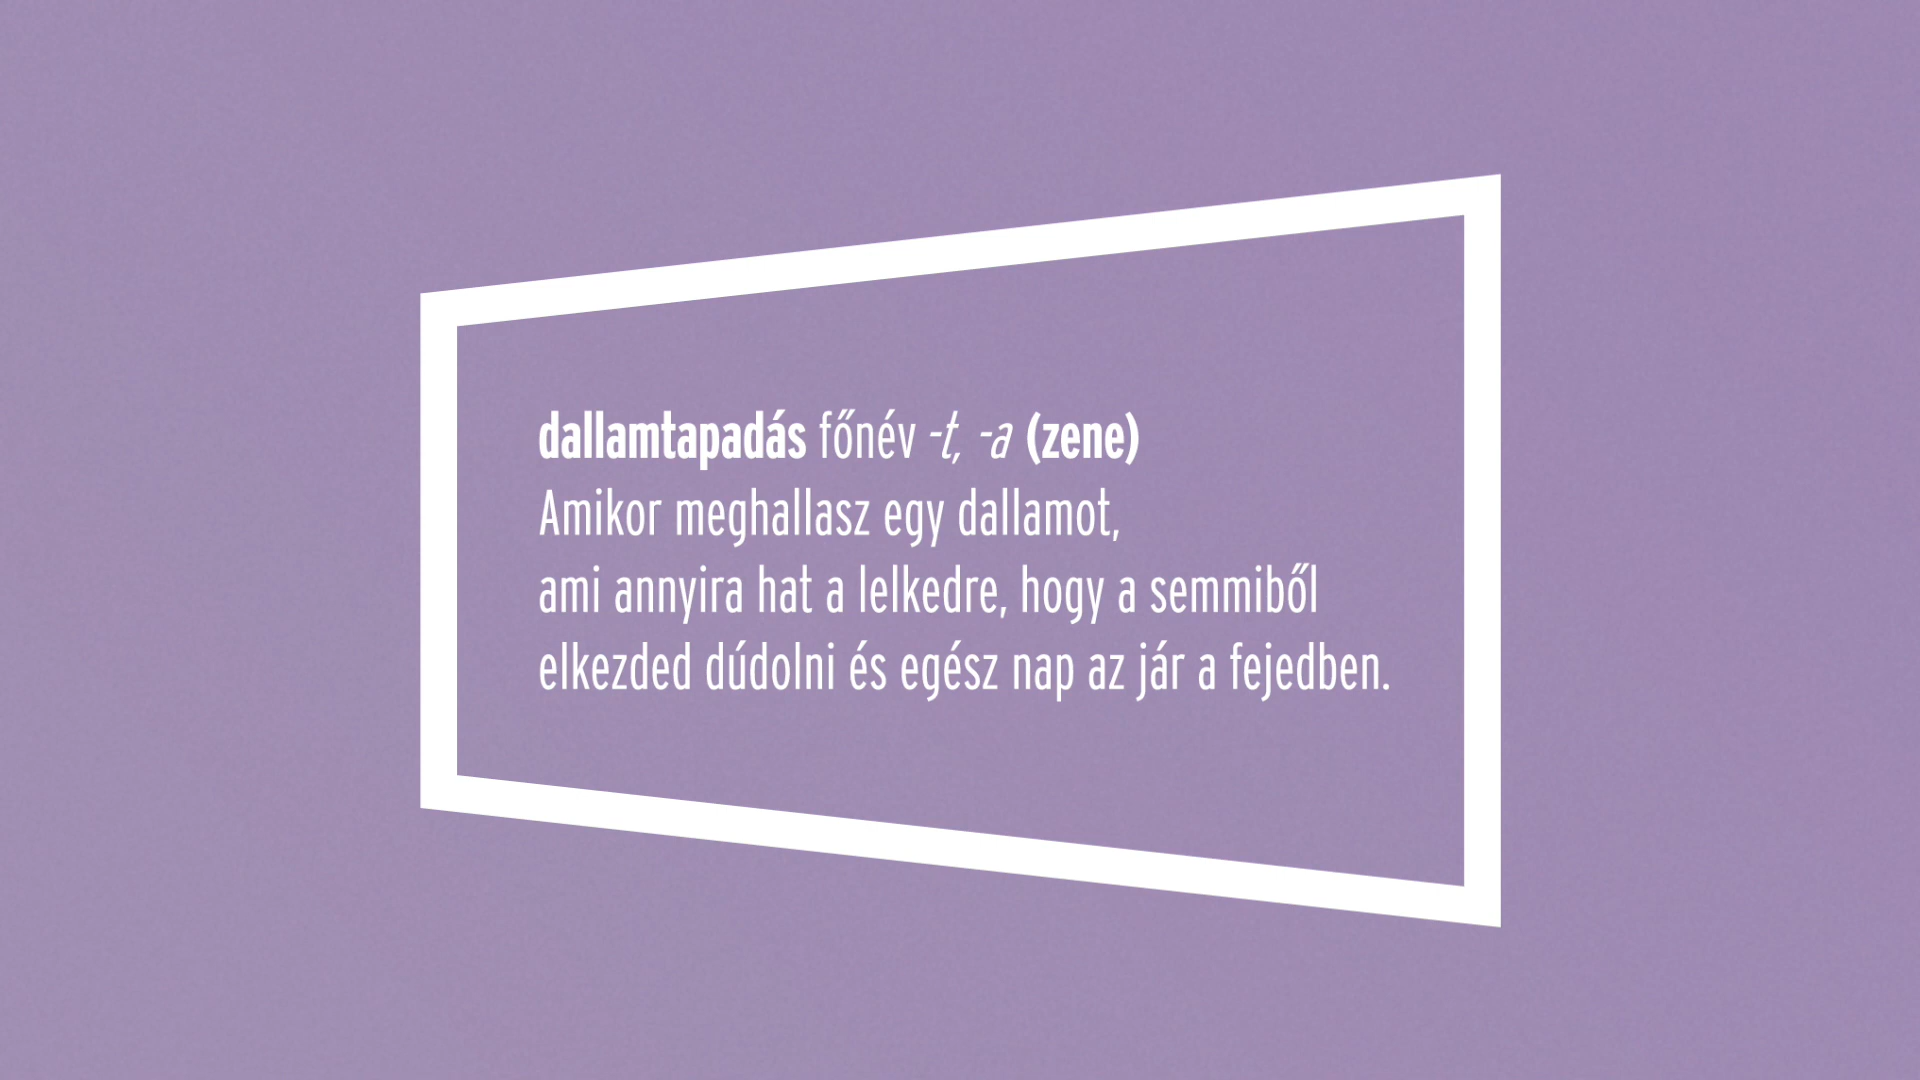 dallamtapadás főnév -t, -a (zene)
Amikor meghallasz egy dallamot,
ami annyira hat a lelkedre, hogy a semmiből
elkezded dúdolni és egész nap az jár a fejedben.